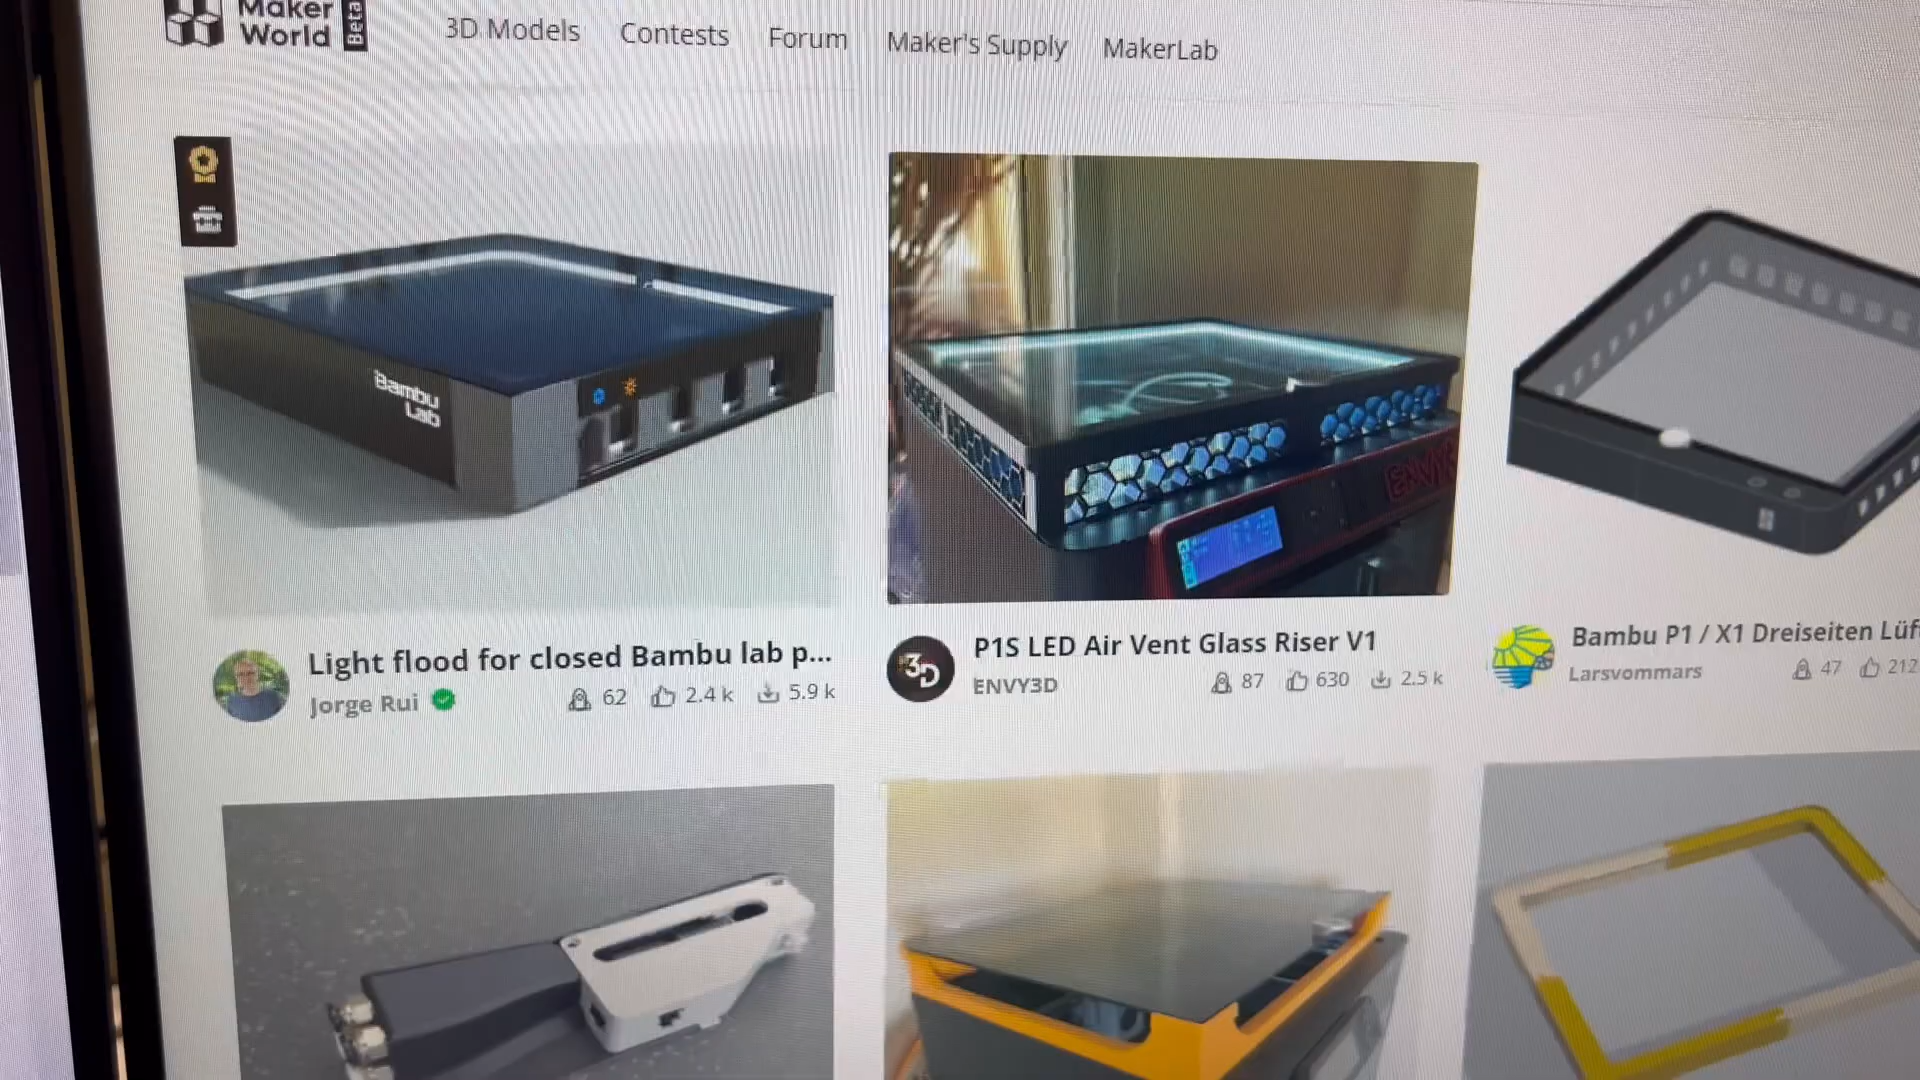 Maker
World
Beta
3D Models
Contests
Forum
Maker's Supply
MakerLab
Bambu
Lab
Light flood for closed Bambu lab p...
Jorge Rui
62
2.4 k
5.9 k
3D
P1S LED Air Vent Glass Riser V1
ENVY3D
87
630
2.5 k
Bambu P1 / X1 Dreiseiten Lüf
Larsvommars
47
212